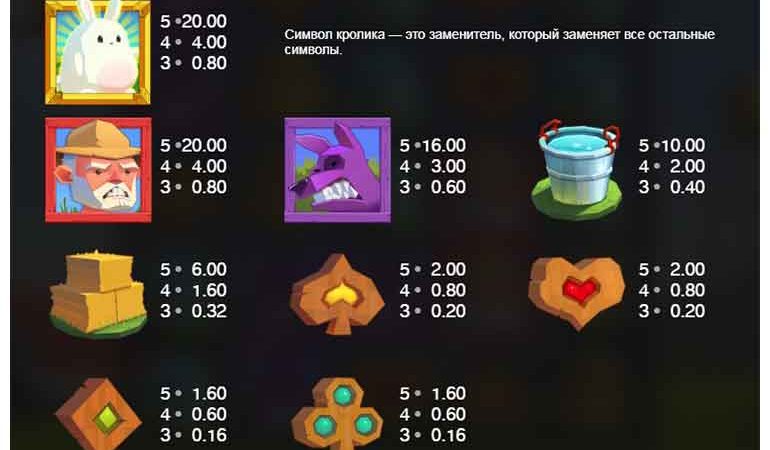 5 •20.00
4 • 4.00
3 • 0.80
Символ кролика — это заменитель, который заменяет все остальные
символы.
5 •20.00
4 • 4.00
3 • 0.80
5 •16.00
4 • 3.00
3 • 0.60
5 •10.00
4 • 2.00
3 • 0.40
5 • 6.00
4 • 1.60
3 • 0.32
5 • 2.00
4 • 0.80
3 • 0.20
5 • 2.00
4 • 0.80
3 • 0.20
5 • 1.60
4 • 0.60
3 • 0.16
5 • 1.60
4 • 0.60
3 • 0.16